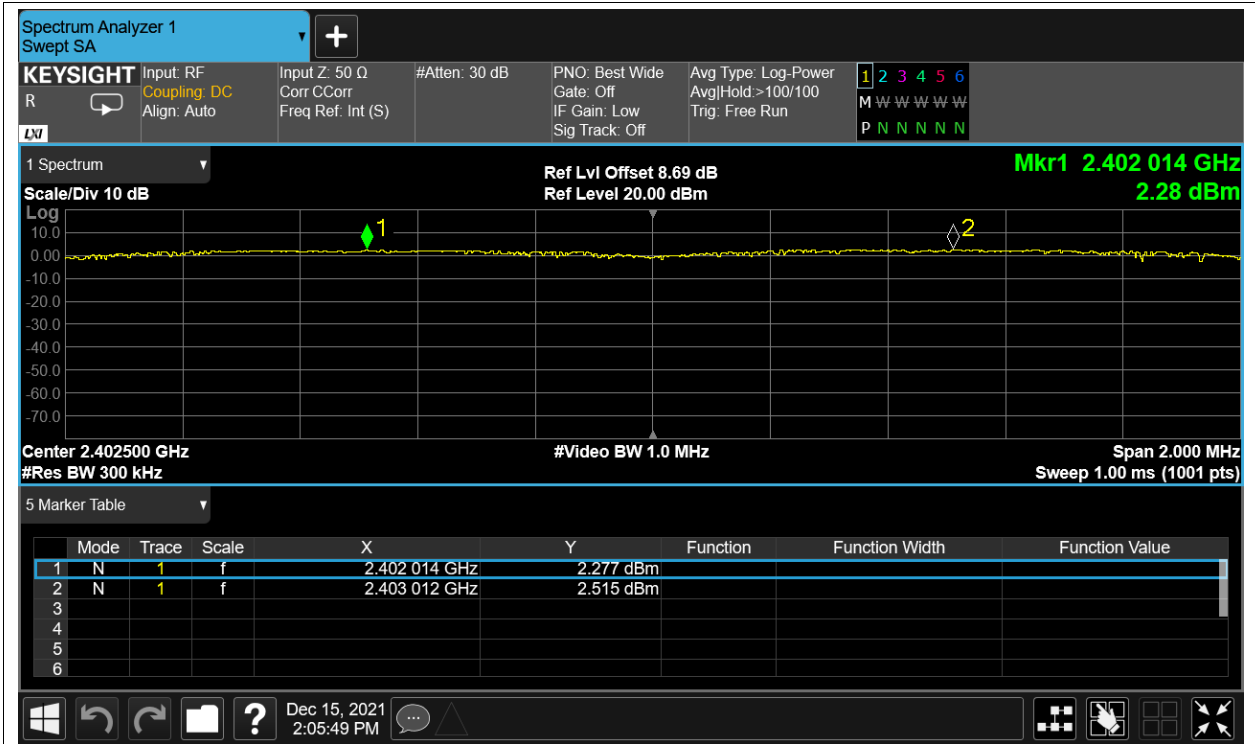 Spectrum Analyzer 1
Swept SA
+
KEYSIGHT Input: RF Input Z: 50 Ω #Atten: 30 dB PNO: Best Wide Avg Type: Log-Power 1 2 3 4 5 6
R Coupling: DC Corr CCorr Gate: Off Avg|Hold:>100/100 M W W W W W
Align: Auto Freq Ref: Int (S) IF Gain: Low Trig: Free Run
LXI Sig Track: Off P N N N N N
1 Spectrum Ref Lvl Offset 8.69 dB Mkr1 2.402 014 GHz
Scale/Div 10 dB Ref Level 20.00 dBm 2.28 dBm
Log
1 2
10.0
0.00
-10.0
-20.0
-30.0
-40.0
-50.0
-60.0
-70.0
Center 2.402500 GHz #Video BW 1.0 MHz Span 2.000 MHz
#Res BW 300 kHz Sweep 1.00 ms (1001 pts)
5 Marker Table
Mode Trace Scale X Y Function Function Width Function Value
1 N 1 f 2.402 014 GHz 2.277 dBm
2 N 1 f 2.403 012 GHz 2.515 dBm
3
4
5
6
? Dec 15, 2021
2:05:49 PM